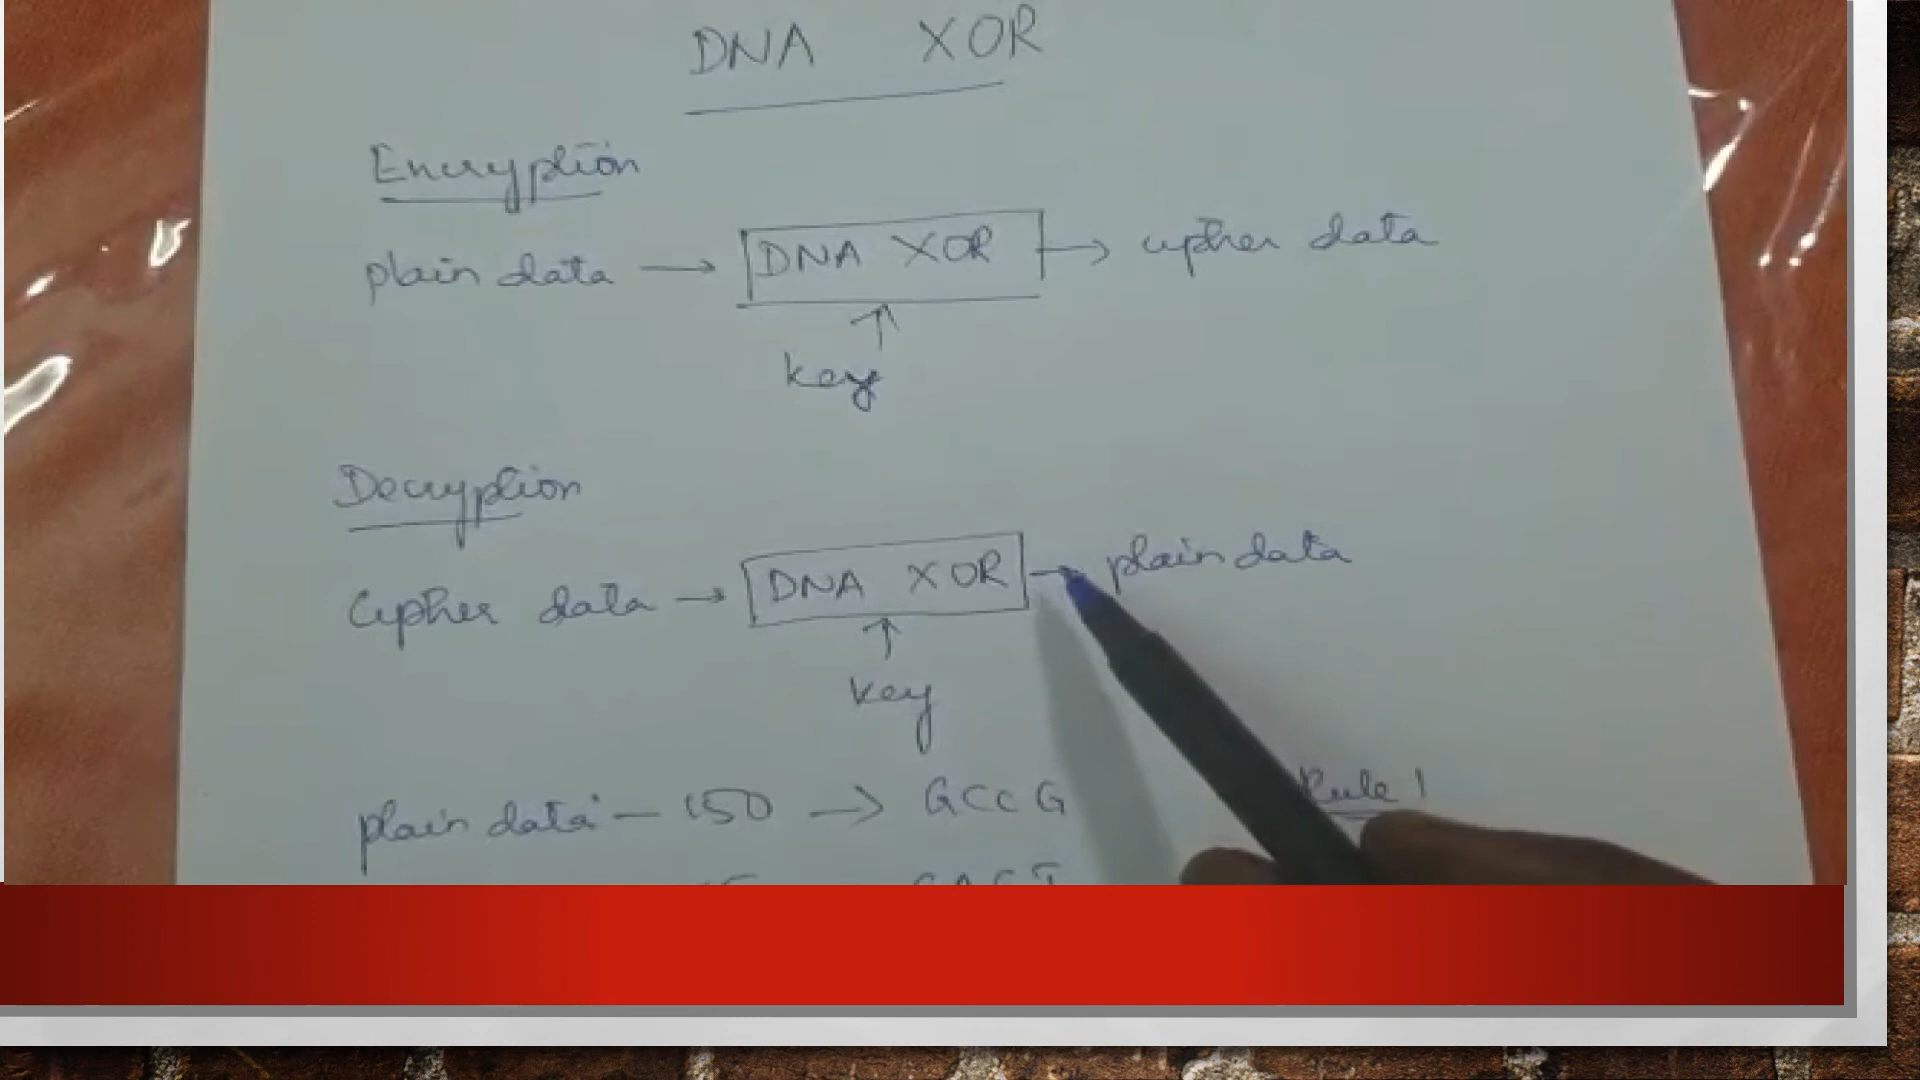 DNA XOR
Encryption
plain data → DNA XOR → cipher data
↑
key
Decryption
Cipher data → DNA XOR → plain data
↑
key
Rule 1
plain data — 150 → GCCG